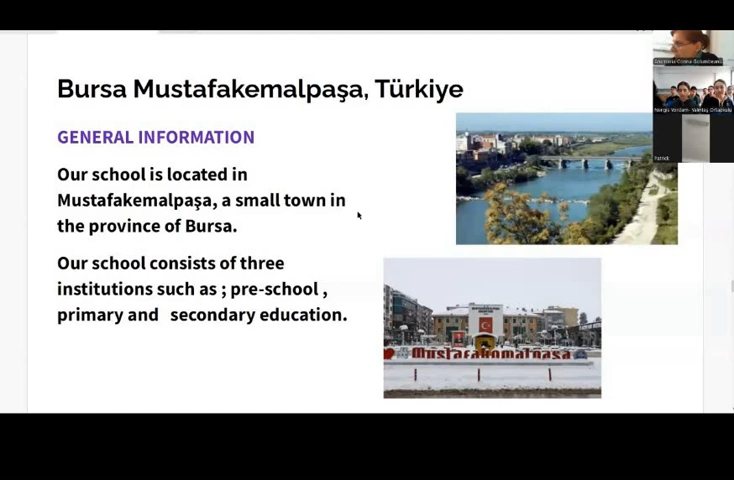 Bursa Mustafakemalpaşa, Türkiye
GENERAL INFORMATION
Our school is located in
Mustafakemalpaşa, a small town in
the province of Bursa.
Our school consists of three
institutions such as ; pre-school ,
primary and secondary education.
Mustafakemalpaşa
Patrick